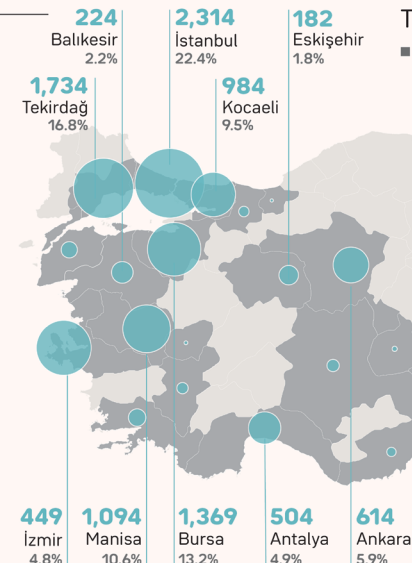 224
Balıkesir
2.2%
2,314
İstanbul
22.4%
182
Eskişehir
1.8%
T
1,734
Tekirdağ
16.8%
984
Kocaeli
9.5%
449
İzmir
4.8%
1,094
Manisa
10.6%
1,369
Bursa
13.2%
504
Antalya
4.9%
614
Ankara
5.9%